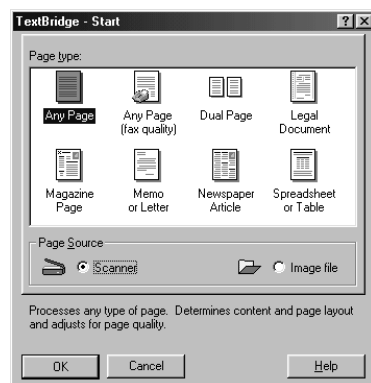 TextBridge - Start
Page type:
Any Page
Any Page
(fax quality)
Dual Page
Legal
Document
Magazine
Page
Memo
or Letter
Newspaper
Article
Spreadsheet
or Table
Page Source
Scanner
Image file
Processes any type of page. Determines content and page layout
and adjusts for page quality.
OK
Cancel
Help